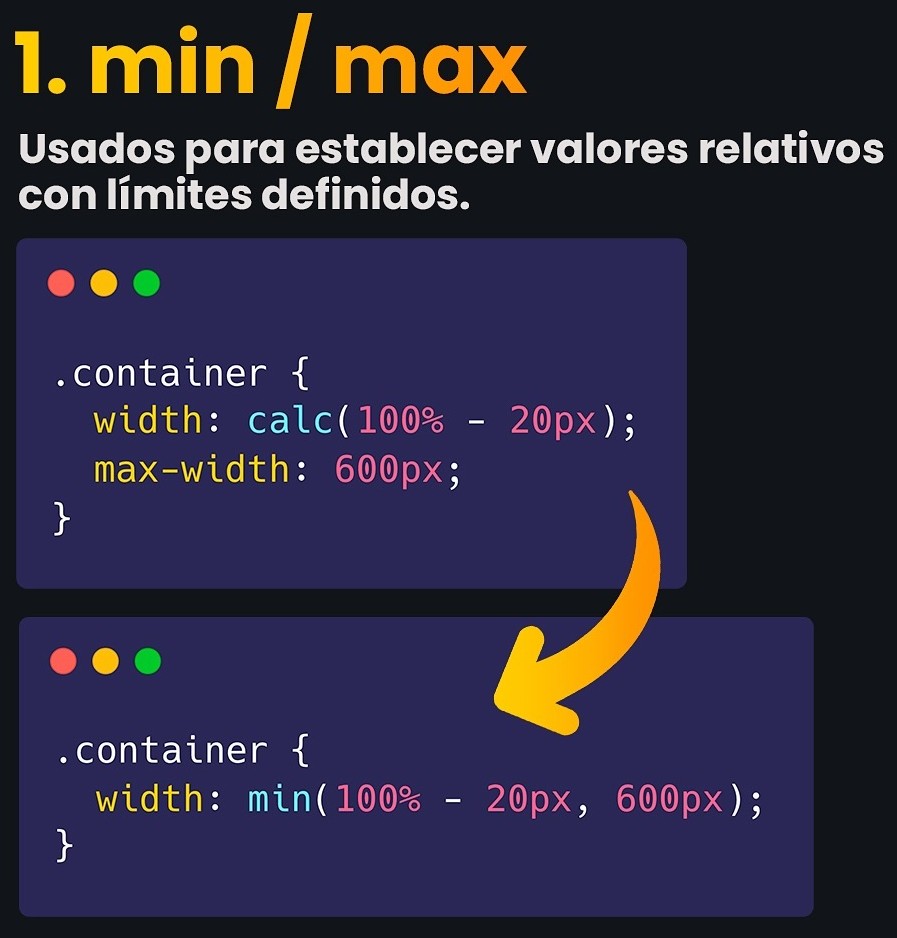 1. min / max
Usados para establecer valores relativos
con límites definidos.
.container {
  width: calc(100% - 20px);
  max-width: 600px;
}
.container {
  width: min(100% - 20px, 600px);
}